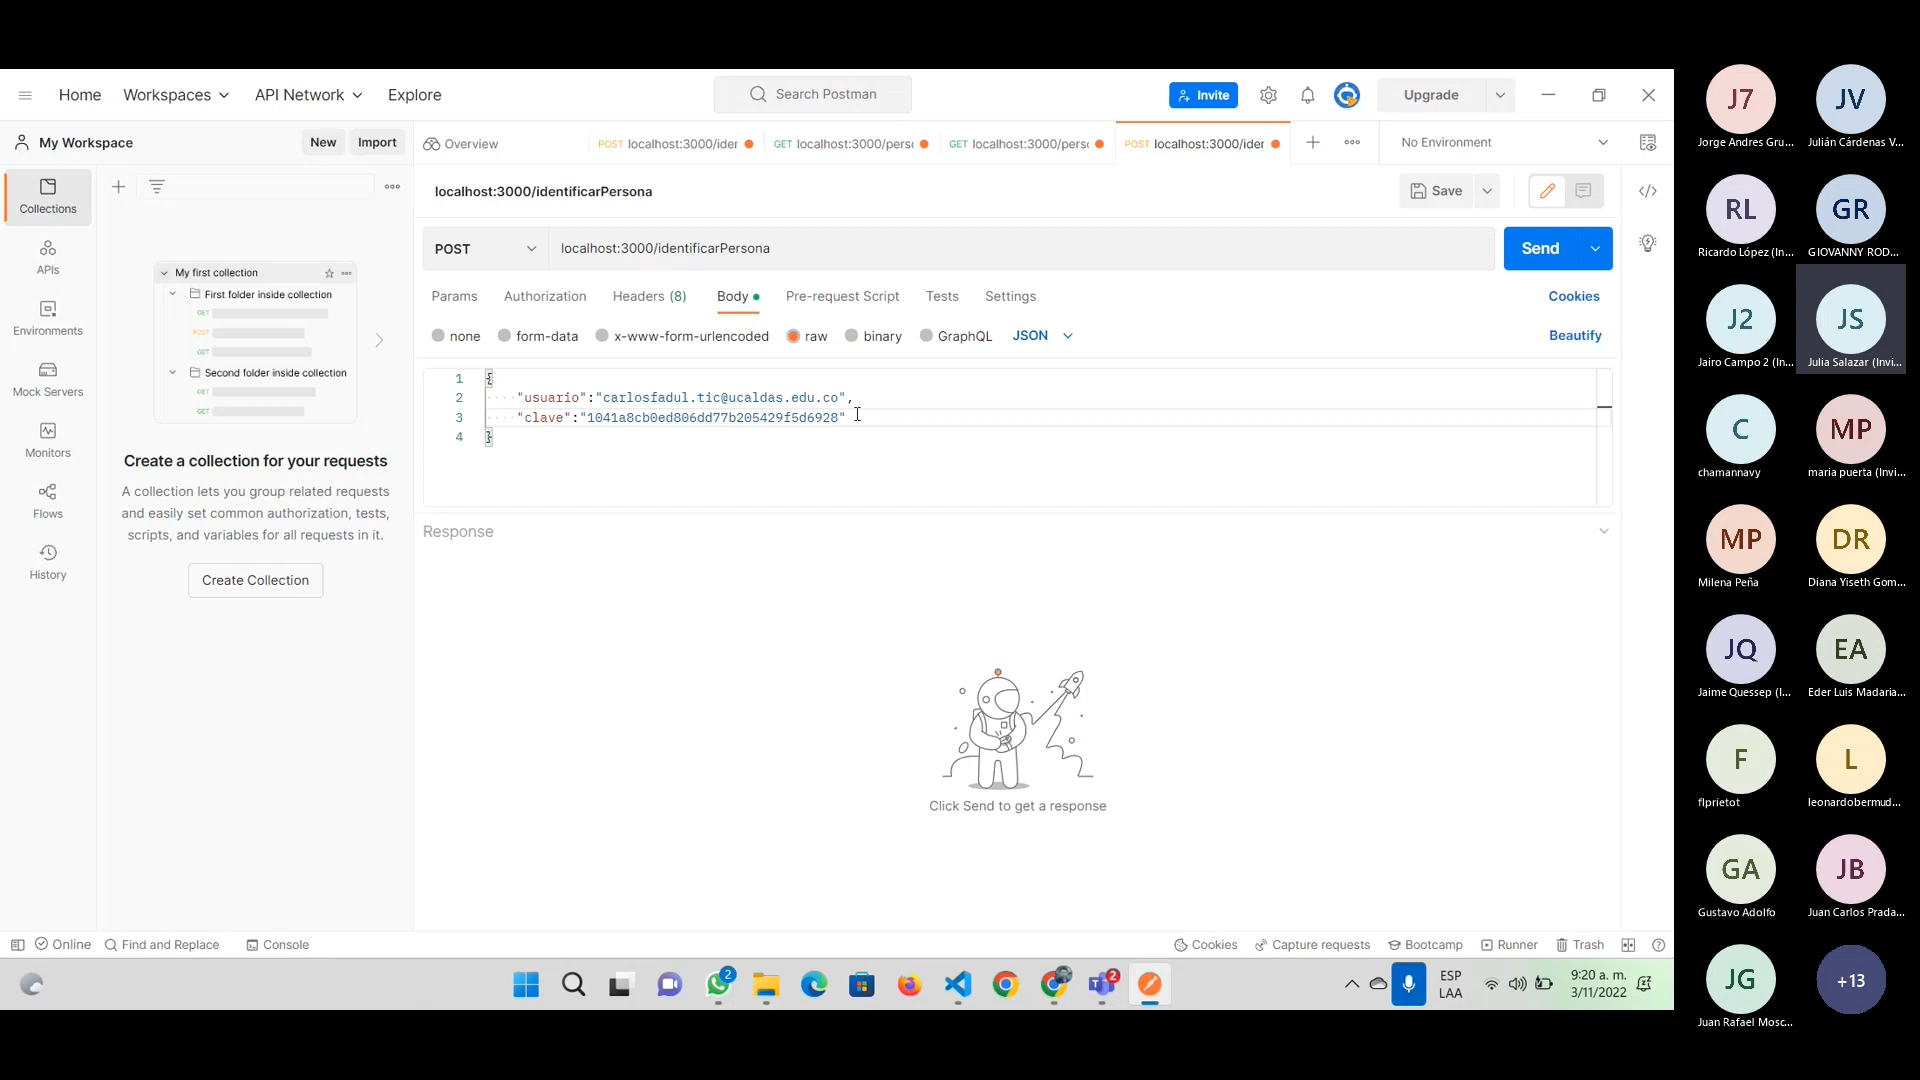 Home
Workspaces
API Network
Explore
Search Postman
Invite
Upgrade
My Workspace
New
Import
Overview
POST localhost:3000/ider
GET localhost:3000/persc
GET localhost:3000/persc
POST localhost:3000/ider
No Environment
Collections
APIs
Environments
Mock Servers
Monitors
Flows
History
My first collection
First folder inside collection
GET
POST
GET
Second folder inside collection
GET
GET
Create a collection for your requests
A collection lets you group related requests
and easily set common authorization, tests,
scripts, and variables for all requests in it.
Create Collection
localhost:3000/identificarPersona
Save
POST
localhost:3000/identificarPersona
Send
Params
Authorization
Headers (8)
Body
Pre-request Script
Tests
Settings
Cookies
none
form-data
x-www-form-urlencoded
raw
binary
GraphQL
JSON
Beautify
1 {
2 "usuario":"carlosfadul.tic@ucaldas.edu.co",
3 "clave":"1041a8cb0ed806dd77b205429f5d6928"
4 }
Response
Click Send to get a response
Online
Find and Replace
Console
Cookies
Capture requests
Bootcamp
Runner
Trash
2
2
ESP
LAA
9:20 a. m.
3/11/2022
J7
Jorge Andres Gru...
JV
Julián Cárdenas V...
RL
Ricardo López (In...
GR
GIOVANNY ROD...
J2
Jairo Campo 2 (In...
JS
Julia Salazar (Invi...
C
chamannavy
MP
maria puerta (Invi...
MP
Milena Peña
DR
Diana Yiseth Gom...
JQ
Jaime Quessep (I...
EA
Eder Luis Madaria...
F
flprietot
L
leonardobermud...
GA
Gustavo Adolfo
JB
Juan Carlos Prada...
JG
Juan Rafael Mosc...
+13